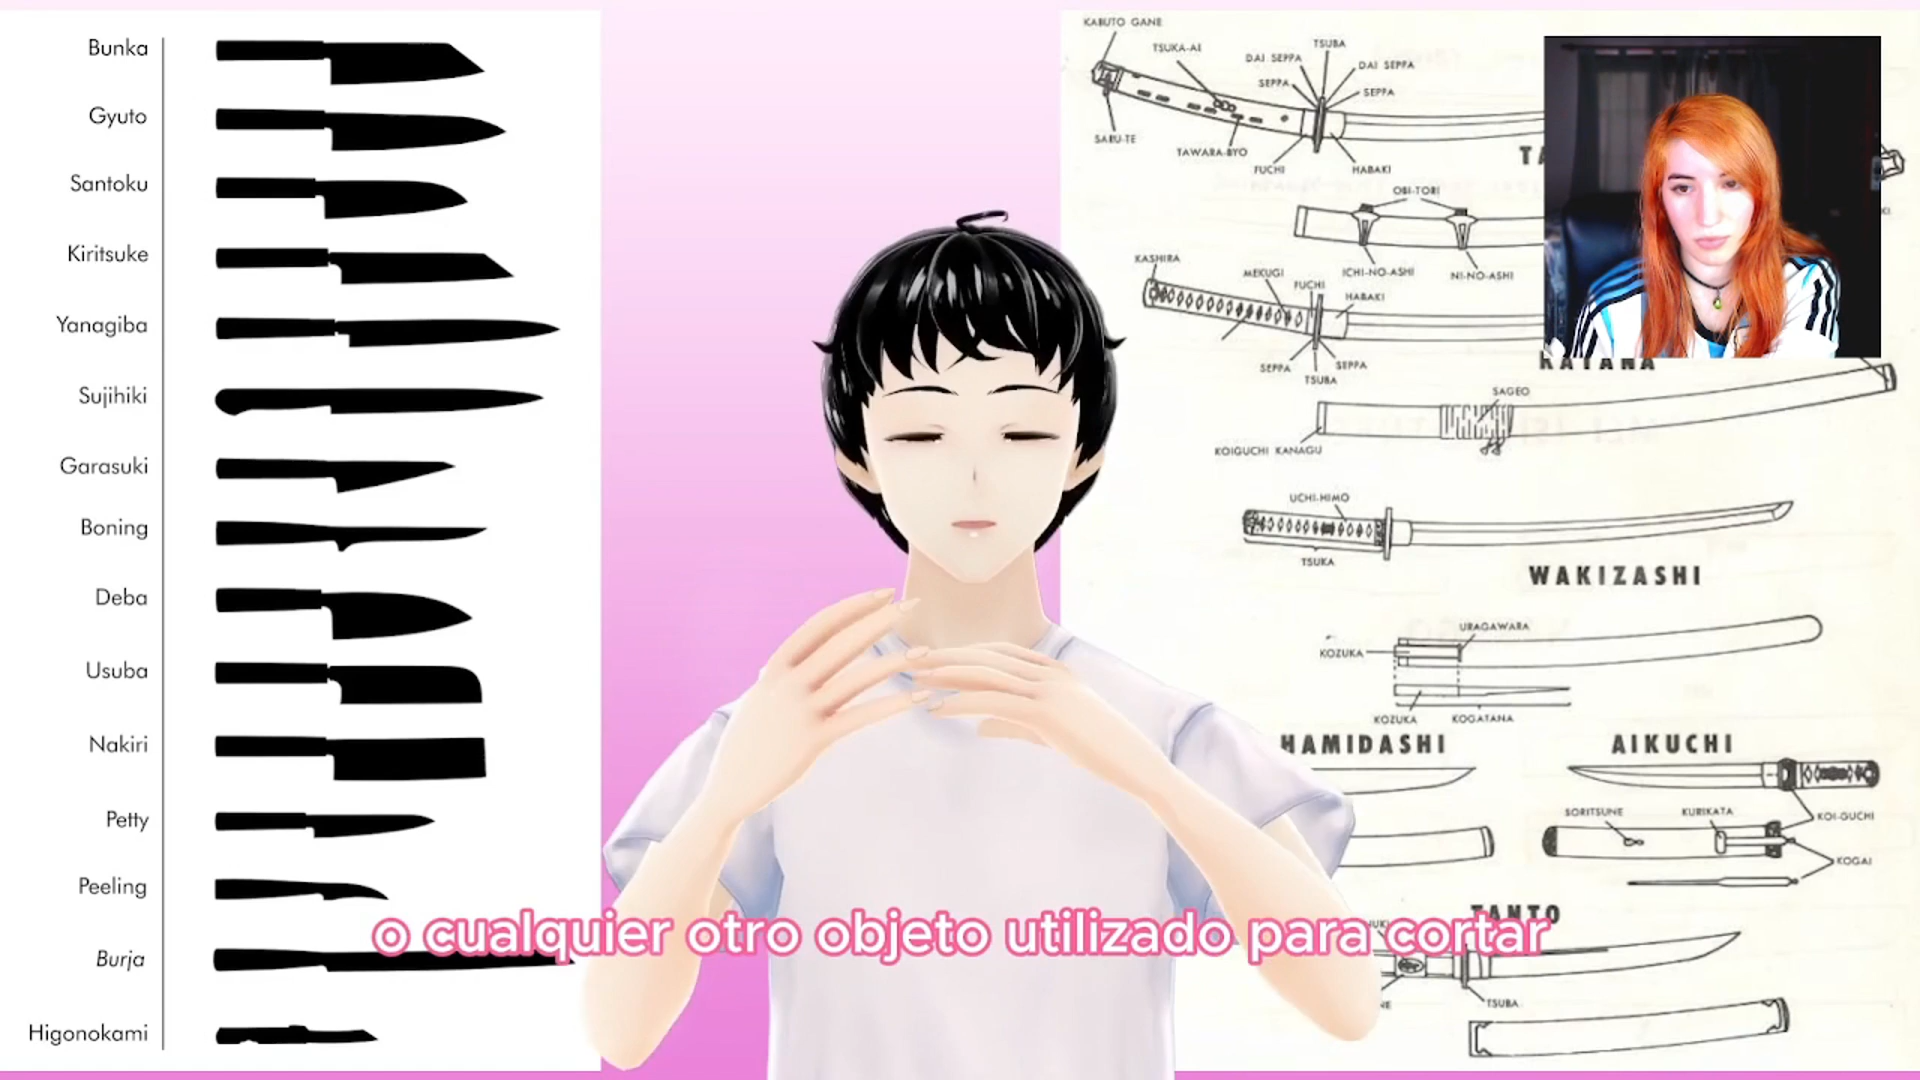 Bunka
Gyuto
Santoku
Kiritsuke
Yanagiba
Sujihiki
Garasuki
Boning
Deba
Usuba
Nakiri
Petty
Peeling
Burja
Higonokami
KABUTO GANE
TSUKA-AI
DAI SEPPA
TSUBA
DAI SEPPA
SEPPA
SEPPA
SARU-TE
TAWARA-BYO
FUCHI
HABAKI
OBI-TORI
ICHI-NO-ASHI
NI-NO-ASHI
KASHIRA
MEKUGI
FUCHI
HABAKI
SEPPA
TSUBA
SEPPA
KATANA
SAGEO
KOIGUCHI KANAGU
UCHI-HIMO
TSUKA
WAKIZASHI
URAGAWARA
KOZUKA
KOZUKA
KOGATANA
HAMIDASHI
AIKUCHI
SORITSUNE
KURIKATA
KOI-GUCHI
KOGAI
TANTO
TSUBA
o cualquier otro objeto utilizado para cortar